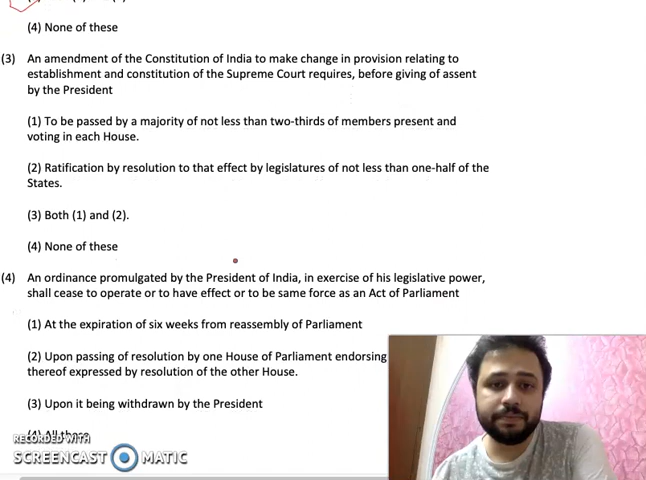 (4) None of these
(3) An amendment of the Constitution of India to make change in provision relating to
establishment and constitution of the Supreme Court requires, before giving of assent
by the President
(1) To be passed by a majority of not less than two-thirds of members present and
voting in each House.
(2) Ratification by resolution to that effect by legislatures of not less than one-half of the
States.
(3) Both (1) and (2).
(4) None of these
(4) An ordinance promulgated by the President of India, in exercise of his legislative power,
shall cease to operate or to have effect or to be same force as an Act of Parliament
(1) At the expiration of six weeks from reassembly of Parliament
(2) Upon passing of resolution by one House of Parliament endorsing
thereof expressed by resolution of the other House.
(3) Upon it being withdrawn by the President
(4) All these
RECORDED WITH
SCREENCAST MATIC